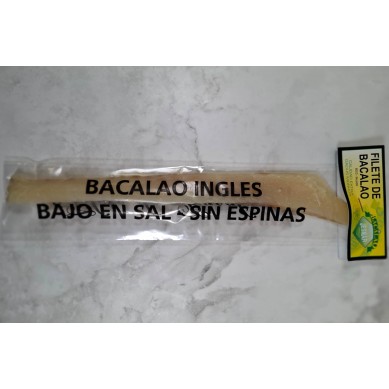 BACALAO INGLES
BAJO EN SAL - SIN ESPINAS
FILETE DE
BACALAO